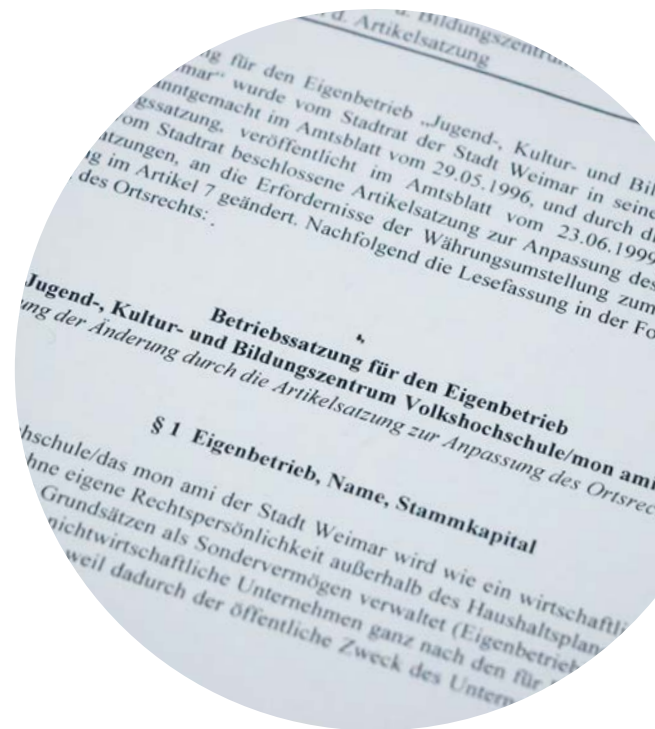 d. Bildungszentrum
d. Artikelsatzung
für den Eigenbetrieb „Jugend-, Kultur- und Bil
mar“ wurde vom Stadtrat der Stadt Weimar in seine
anntgemacht im Amtsblatt vom 29.05.1996, und durch di
gssatzung, veröffentlicht im Amtsblatt vom 23.06.1999
om Stadtrat beschlossene Artikelsatzung zur Anpassung des
atzungen, an die Erfordernisse der Währungsumstellung zum
g im Artikel 7 geändert. Nachfolgend die Lesefassung in der Fo
des Ortsrechts:
Betriebssatzung für den Eigenbetrieb
Jugend-, Kultur- und Bildungszentrum Volkshochschule/mon ami
ung der Änderung durch die Artikelsatzung zur Anpassung des Ortsrec
§ 1 Eigenbetrieb, Name, Stammkapital
hschule/das mon ami der Stadt Weimar wird wie ein wirtschaftli
hne eigene Rechtspersönlichkeit außerhalb des Haushaltsplan
Grundsätzen als Sondervermögen verwaltet (Eigenbetrieb
nichtwirtschaftliche Unternehmen ganz nach den für
weil dadurch der öffentliche Zweck des Untern